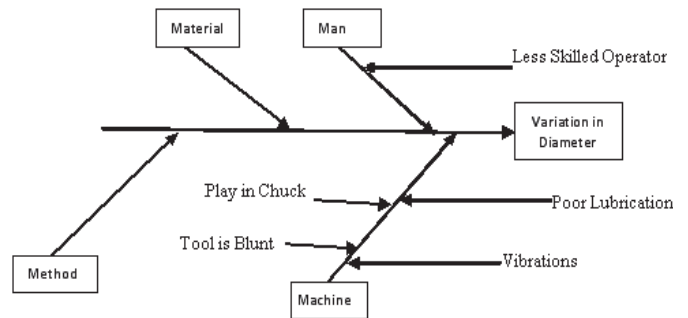 Material
Man
Less Skilled Operator
Variation in
Diameter
Play in Chuck
Poor Lubrication
Tool is Blunt
Vibrations
Method
Machine